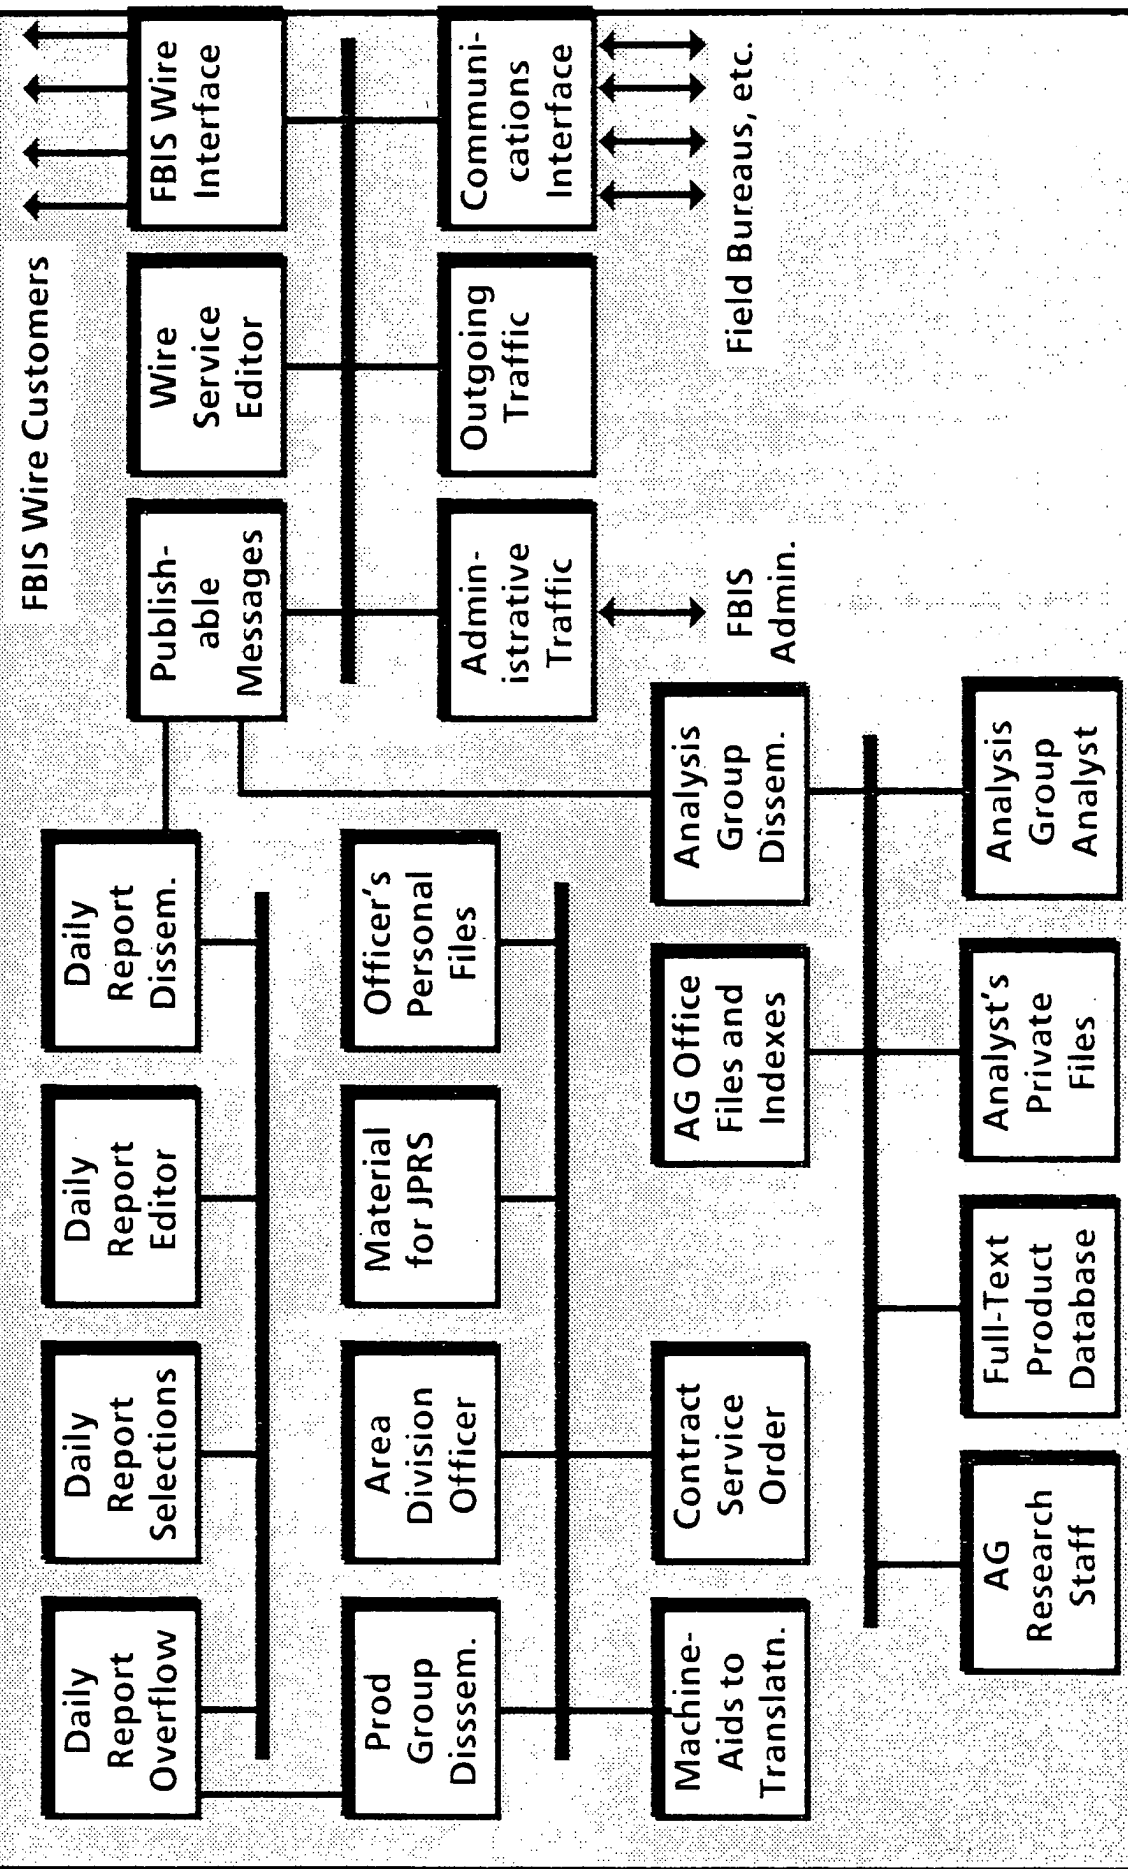 FBIS Wire Customers
Daily
Report
Overflow
Daily
Report
Selections
Daily
Report
Editor
Daily
Report
Dissem.
Publish-
able
Messages
Wire
Service
Editor
FBIS Wire
Interface
Prod
Group
Disssem.
Area
Division
Officer
Material
for JPRS
Officer's
Personal
Files
Admin-
istrative
Traffic
Outgoing
Traffic
Communi-
cations
Interface
Machine-
Aids to
Translatn.
Contract
Service
Order
AG Office
Files and
Indexes
Analysis
Group
Dissem.
FBIS
Admin.
Field Bureaus, etc.
AG
Research
Staff
Full-Text
Product
Database
Analyst's
Private
Files
Analysis
Group
Analyst